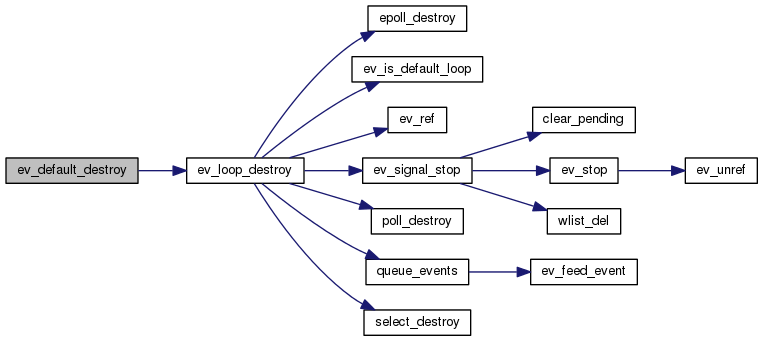 epoll_destroy
ev_is_default_loop
ev_ref
clear_pending
ev_default_destroy
ev_loop_destroy
ev_signal_stop
ev_stop
ev_unref
poll_destroy
wlist_del
queue_events
ev_feed_event
select_destroy